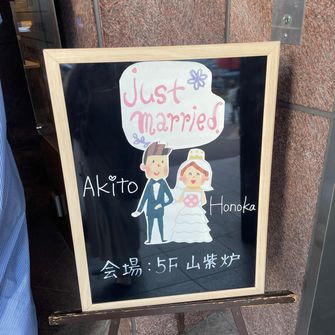 just
married
Akito
Honoka
会場:5F 山紫炉